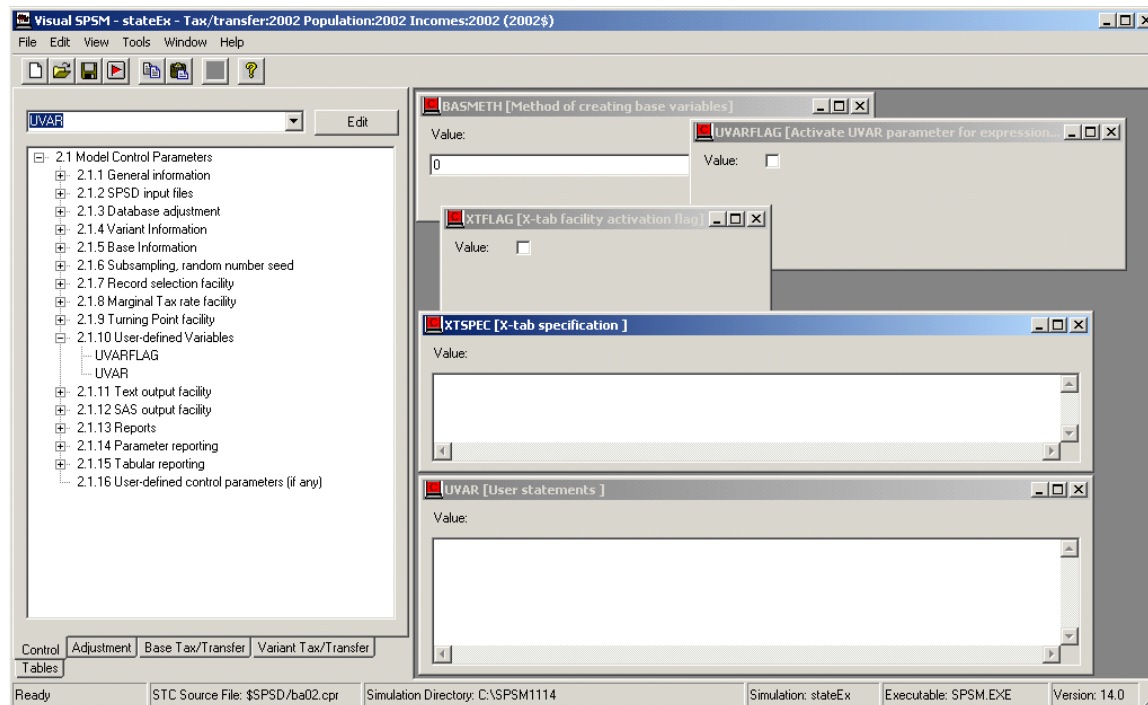 Visual SPSM - stateEx - Tax/transfer:2002 Population:2002 Incomes:2002 (2002$)
File Edit View Tools Window Help
UVAR
Edit
2.1 Model Control Parameters
2.1.1 General information
2.1.2 SPSD input files
2.1.3 Database adjustment
2.1.4 Variant Information
2.1.5 Base Information
2.1.6 Subsampling, random number seed
2.1.7 Record selection facility
2.1.8 Marginal Tax rate facility
2.1.9 Turning Point facility
2.1.10 User-defined Variables
UVARFLAG
UVAR
2.1.11 Text output facility
2.1.12 SAS output facility
2.1.13 Reports
2.1.14 Parameter reporting
2.1.15 Tabular reporting
2.1.16 User-defined control parameters (if any)
Control Adjustment Base Tax/Transfer Variant Tax/Transfer
Tables
BASMETH [Method of creating base variables]
Value:
0
UVARFLAG [Activate UVAR parameter for expression...
Value:
XTFLAG [X-tab facility activation flag]
Value:
XTSPEC [X-tab specification ]
Value:
UVAR [User statements ]
Value:
Ready STC Source File: $SPSD/ba02.cpr Simulation Directory: C:\SPSM1114 Simulation: stateEx Executable: SPSM.EXE Version: 14.0